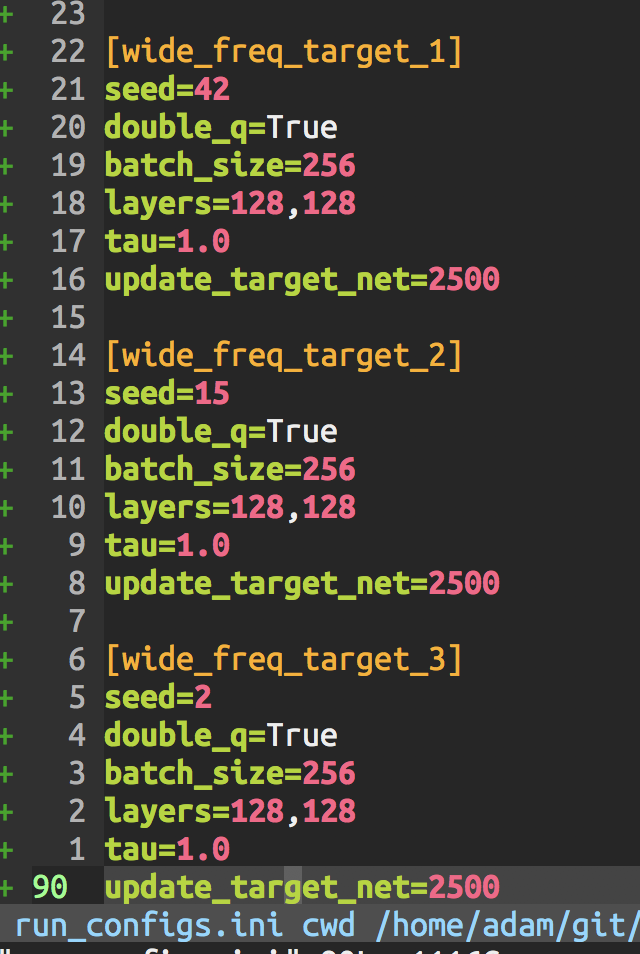 + 23
+ 22 [wide_freq_target_1]
+ 21 seed=42
+ 20 double_q=True
+ 19 batch_size=256
+ 18 layers=128,128
+ 17 tau=1.0
+ 16 update_target_net=2500
+ 15
+ 14 [wide_freq_target_2]
+ 13 seed=15
+ 12 double_q=True
+ 11 batch_size=256
+ 10 layers=128,128
+ 9 tau=1.0
+ 8 update_target_net=2500
+ 7
+ 6 [wide_freq_target_3]
+ 5 seed=2
+ 4 double_q=True
+ 3 batch_size=256
+ 2 layers=128,128
+ 1 tau=1.0
+ 90 update_target_net=2500
run_configs.ini cwd /home/adam/git/